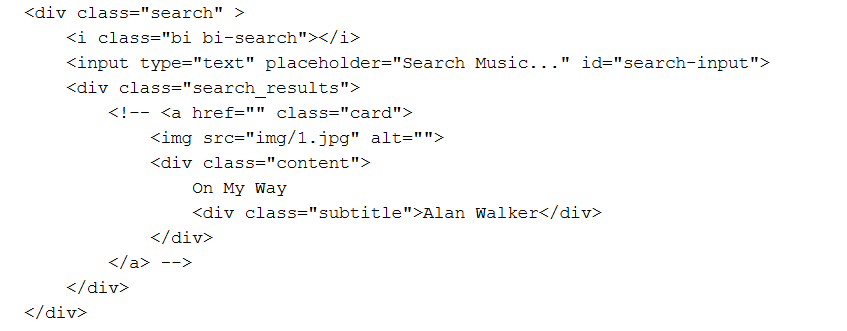 <div class="search" >
<i class="bi bi-search"></i>
<input type="text" placeholder="Search Music..." id="search-input">
<div class="search_results">
<!-- <a href="" class="card">
<img src="img/1.jpg" alt="">
<div class="content">
On My Way
<div class="subtitle">Alan Walker</div>
</div>
</a> -->
</div>
</div>